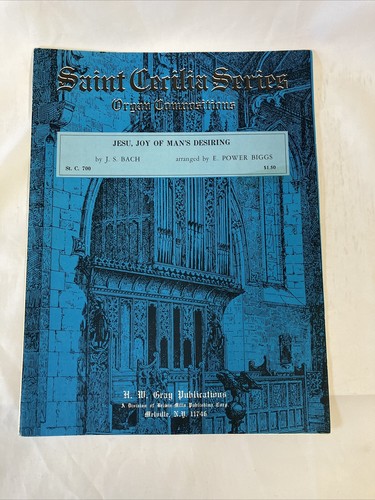 Saint Cecilia Series
Organ Compositions
JESU, JOY OF MAN'S DESIRING
by J. S. BACH arranged by E. POWER BIGGS
St. C. 700 $1.50
H. W. Gray Publications
A Division of Belwin-Mills Publishing Corp.
Melville, N.Y. 11746